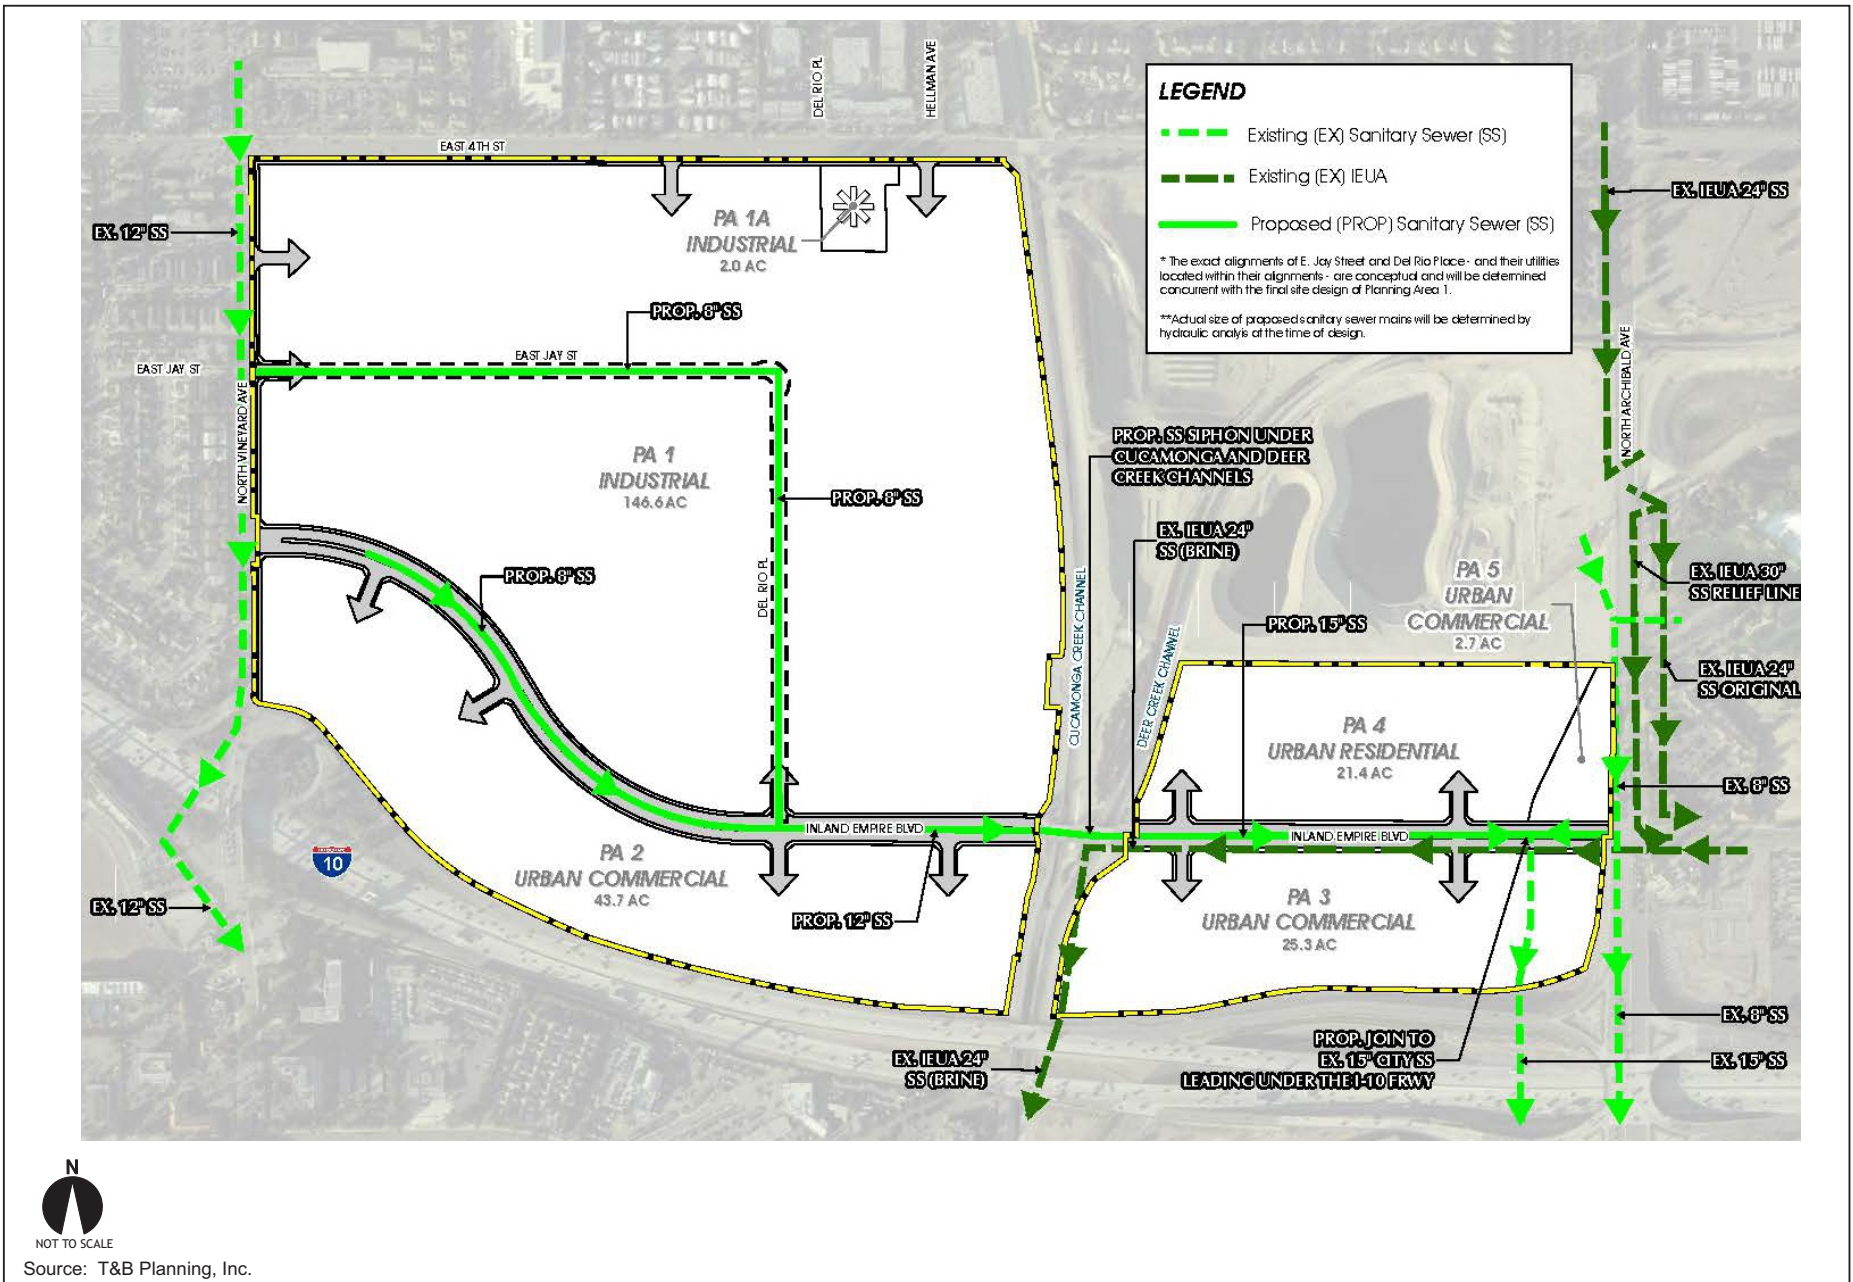 DEL RIO PL
HELLMAN AVE
EAST 4TH ST
LEGEND
Existing (EX) Sanitary Sewer (SS)
Existing (EX) IEUA
Proposed (PROP) Sanitary Sewer (SS)
* The exact alignments of E. Jay Street and Del Rio Place - and their utilities
located within their alignments - are conceptual and will be determined
concurrent with the final site design of Planning Area 1.
**Actual size of proposed sanitary sewer mains will be determined by
hydraulic analyis at the time of design.
EX. IEUA 24" SS
EX. 12" SS
PA 1A
INDUSTRIAL
2.0 AC
PROP. 8" SS
EAST JAY ST
EAST JAY ST
NORTH VINEYARD AVE
NORTH ARCHIBALD AVE
PA 1
INDUSTRIAL
146.6 AC
PROP. 8" SS
PROP. SS SIPHON UNDER
CUCAMONGA AND DEER
CREEK CHANNELS
EX. IEUA 24"
SS (BRINE)
PROP. 8" SS
DEL RIO PL
CUCAMONGA CREEK CHANNEL
DEER CREEK CHANNEL
PROP. 15" SS
PA 5
URBAN
COMMERCIAL
2.7 AC
EX. IEUA 30"
SS RELIEF LINE
EX. IEUA 24"
SS ORIGINAL
PA 4
URBAN RESIDENTIAL
21.4 AC
EX. 8" SS
INLAND EMPIRE BLVD
INLAND EMPIRE BLVD
10
PA 2
URBAN COMMERCIAL
43.7 AC
EX. 12" SS
PROP. 12" SS
PA 3
URBAN COMMERCIAL
25.3 AC
EX. 8" SS
EX. IEUA 24"
SS (BRINE)
PROP. JOIN TO
EX. 15" CITY SS
LEADING UNDER THE I-10 FRWY
EX. 15" SS
N
NOT TO SCALE
Source: T&B Planning, Inc.